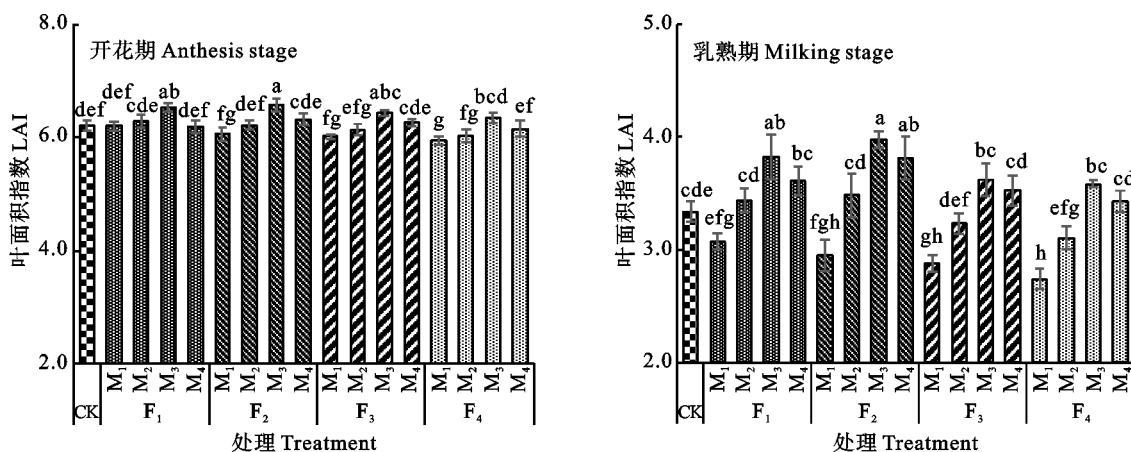 开花期 Anthesis stage
叶面积指数 LAI
8.0
6.0
4.0
2.0
def def cde ab def fg def a cde fg efg abc cde g fg bcd ef
CK M₁ M₂ M₃ M₄ M₁ M₂ M₃ M₄ M₁ M₂ M₃ M₄ M₁ M₂ M₃ M₄
F₁ F₂ F₃ F₄
处理 Treatment
乳熟期 Milking stage
叶面积指数 LAI
5.0
4.0
3.0
2.0
cde efg cd ab bc fgh cd a ab gh def bc cd h efg bc cd
CK M₁ M₂ M₃ M₄ M₁ M₂ M₃ M₄ M₁ M₂ M₃ M₄ M₁ M₂ M₃ M₄
F₁ F₂ F₃ F₄
处理 Treatment